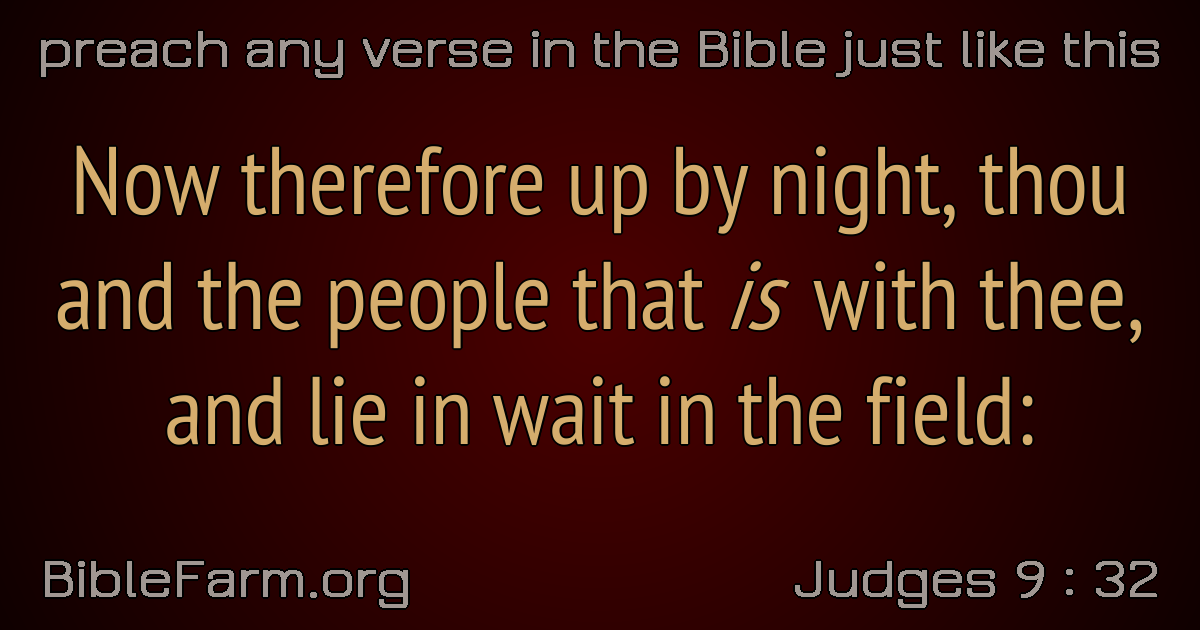 preach any verse in the Bible just like this
Now therefore up by night, thou
and the people that is with thee,
and lie in wait in the field:
BibleFarm.org
Judges 9 : 32